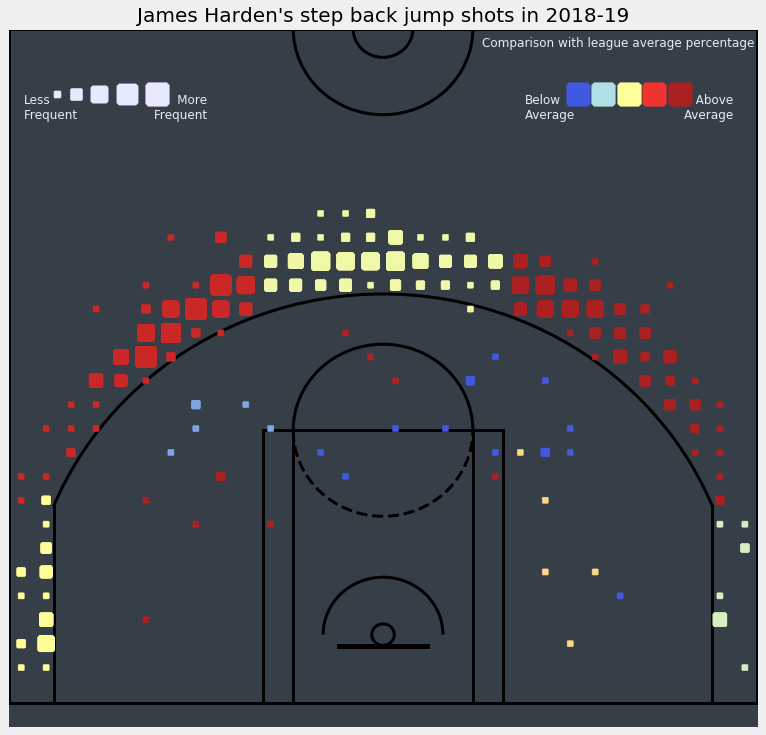 James Harden's step back jump shots in 2018-19
Comparison with league average percentage
Less
Frequent
More
Frequent
Below
Average
Above
Average